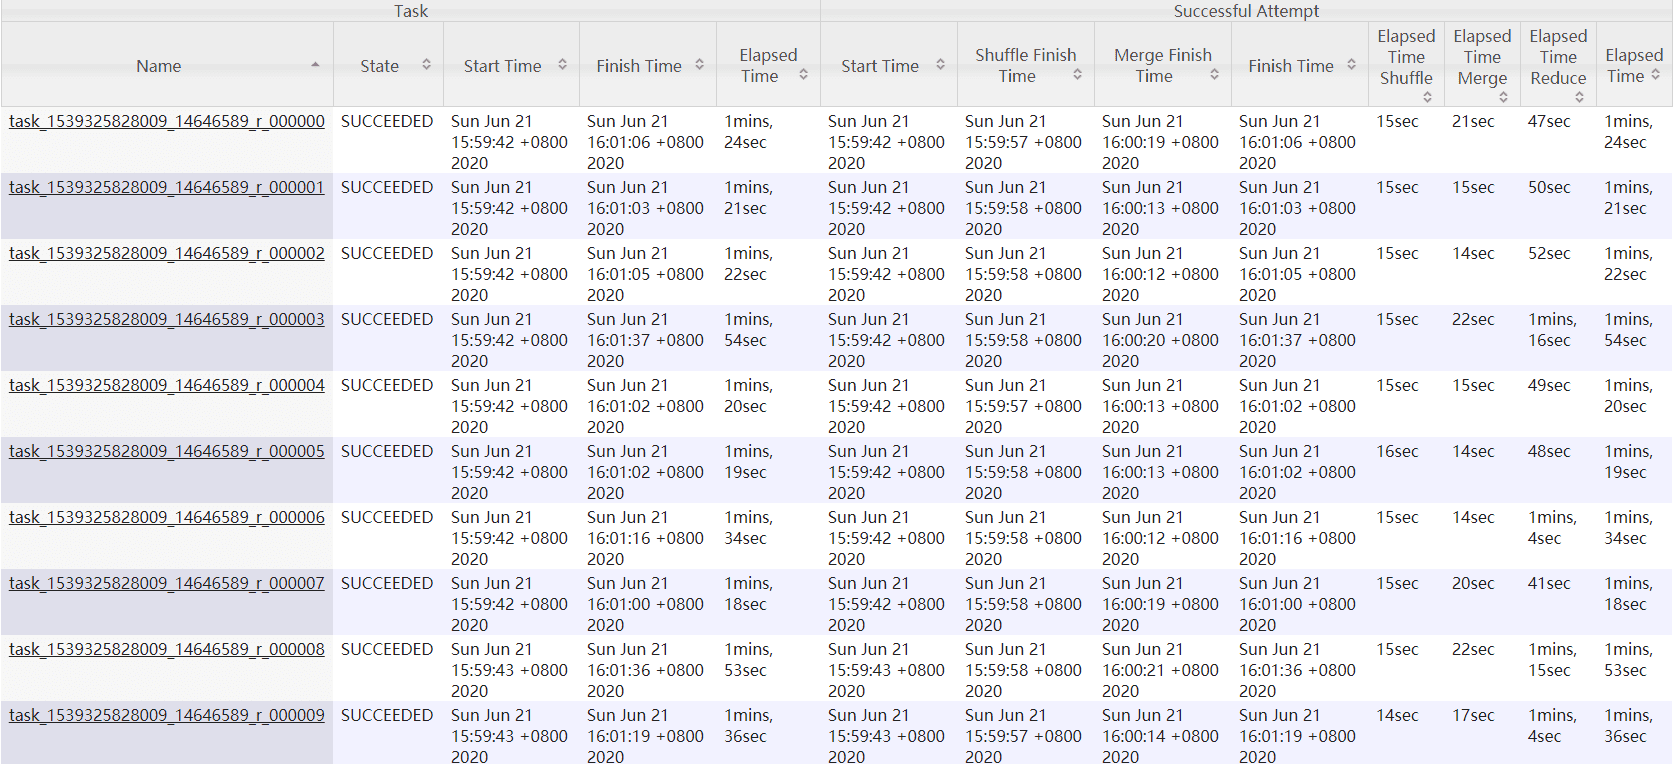 Task Successful Attempt
Name State Start Time Finish Time Elapsed Time Start Time Shuffle Finish Time Merge Finish Time Finish Time Elapsed Time Shuffle Elapsed Time Merge Elapsed Time Reduce Elapsed Time
task_1539325828009_14646589_r_000000 SUCCEEDED Sun Jun 21 Sun Jun 21 1mins, Sun Jun 21 Sun Jun 21 Sun Jun 21 Sun Jun 21 15sec 21sec 47sec 1mins,
15:59:42 +0800 16:01:06 +0800 24sec 15:59:42 +0800 15:59:57 +0800 16:00:19 +0800 16:01:06 +0800 24sec
2020 2020 2020 2020 2020 2020
task_1539325828009_14646589_r_000001 SUCCEEDED Sun Jun 21 Sun Jun 21 1mins, Sun Jun 21 Sun Jun 21 Sun Jun 21 Sun Jun 21 15sec 15sec 50sec 1mins,
15:59:42 +0800 16:01:03 +0800 21sec 15:59:42 +0800 15:59:58 +0800 16:00:13 +0800 16:01:03 +0800 21sec
2020 2020 2020 2020 2020 2020
task_1539325828009_14646589_r_000002 SUCCEEDED Sun Jun 21 Sun Jun 21 1mins, Sun Jun 21 Sun Jun 21 Sun Jun 21 Sun Jun 21 15sec 14sec 52sec 1mins,
15:59:42 +0800 16:01:05 +0800 22sec 15:59:42 +0800 15:59:58 +0800 16:00:12 +0800 16:01:05 +0800 22sec
2020 2020 2020 2020 2020 2020
task_1539325828009_14646589_r_000003 SUCCEEDED Sun Jun 21 Sun Jun 21 1mins, Sun Jun 21 Sun Jun 21 Sun Jun 21 Sun Jun 21 15sec 22sec 1mins, 1mins,
15:59:42 +0800 16:01:37 +0800 54sec 15:59:42 +0800 15:59:58 +0800 16:00:20 +0800 16:01:37 +0800 16sec 54sec
2020 2020 2020 2020 2020 2020
task_1539325828009_14646589_r_000004 SUCCEEDED Sun Jun 21 Sun Jun 21 1mins, Sun Jun 21 Sun Jun 21 Sun Jun 21 Sun Jun 21 15sec 15sec 49sec 1mins,
15:59:42 +0800 16:01:02 +0800 20sec 15:59:42 +0800 15:59:57 +0800 16:00:13 +0800 16:01:02 +0800 20sec
2020 2020 2020 2020 2020 2020
task_1539325828009_14646589_r_000005 SUCCEEDED Sun Jun 21 Sun Jun 21 1mins, Sun Jun 21 Sun Jun 21 Sun Jun 21 Sun Jun 21 16sec 14sec 48sec 1mins,
15:59:42 +0800 16:01:02 +0800 19sec 15:59:42 +0800 15:59:58 +0800 16:00:13 +0800 16:01:02 +0800 19sec
2020 2020 2020 2020 2020 2020
task_1539325828009_14646589_r_000006 SUCCEEDED Sun Jun 21 Sun Jun 21 1mins, Sun Jun 21 Sun Jun 21 Sun Jun 21 Sun Jun 21 15sec 14sec 1mins, 1mins,
15:59:42 +0800 16:01:16 +0800 34sec 15:59:42 +0800 15:59:58 +0800 16:00:12 +0800 16:01:16 +0800 4sec 34sec
2020 2020 2020 2020 2020 2020
task_1539325828009_14646589_r_000007 SUCCEEDED Sun Jun 21 Sun Jun 21 1mins, Sun Jun 21 Sun Jun 21 Sun Jun 21 Sun Jun 21 15sec 20sec 41sec 1mins,
15:59:42 +0800 16:01:00 +0800 18sec 15:59:42 +0800 15:59:58 +0800 16:00:19 +0800 16:01:00 +0800 18sec
2020 2020 2020 2020 2020 2020
task_1539325828009_14646589_r_000008 SUCCEEDED Sun Jun 21 Sun Jun 21 1mins, Sun Jun 21 Sun Jun 21 Sun Jun 21 Sun Jun 21 15sec 22sec 1mins, 1mins,
15:59:43 +0800 16:01:36 +0800 53sec 15:59:43 +0800 15:59:58 +0800 16:00:21 +0800 16:01:36 +0800 15sec 53sec
2020 2020 2020 2020 2020 2020
task_1539325828009_14646589_r_000009 SUCCEEDED Sun Jun 21 Sun Jun 21 1mins, Sun Jun 21 Sun Jun 21 Sun Jun 21 Sun Jun 21 14sec 17sec 1mins, 1mins,
15:59:43 +0800 16:01:19 +0800 36sec 15:59:43 +0800 15:59:57 +0800 16:00:14 +0800 16:01:19 +0800 4sec 36sec
2020 2020 2020 2020 2020 2020